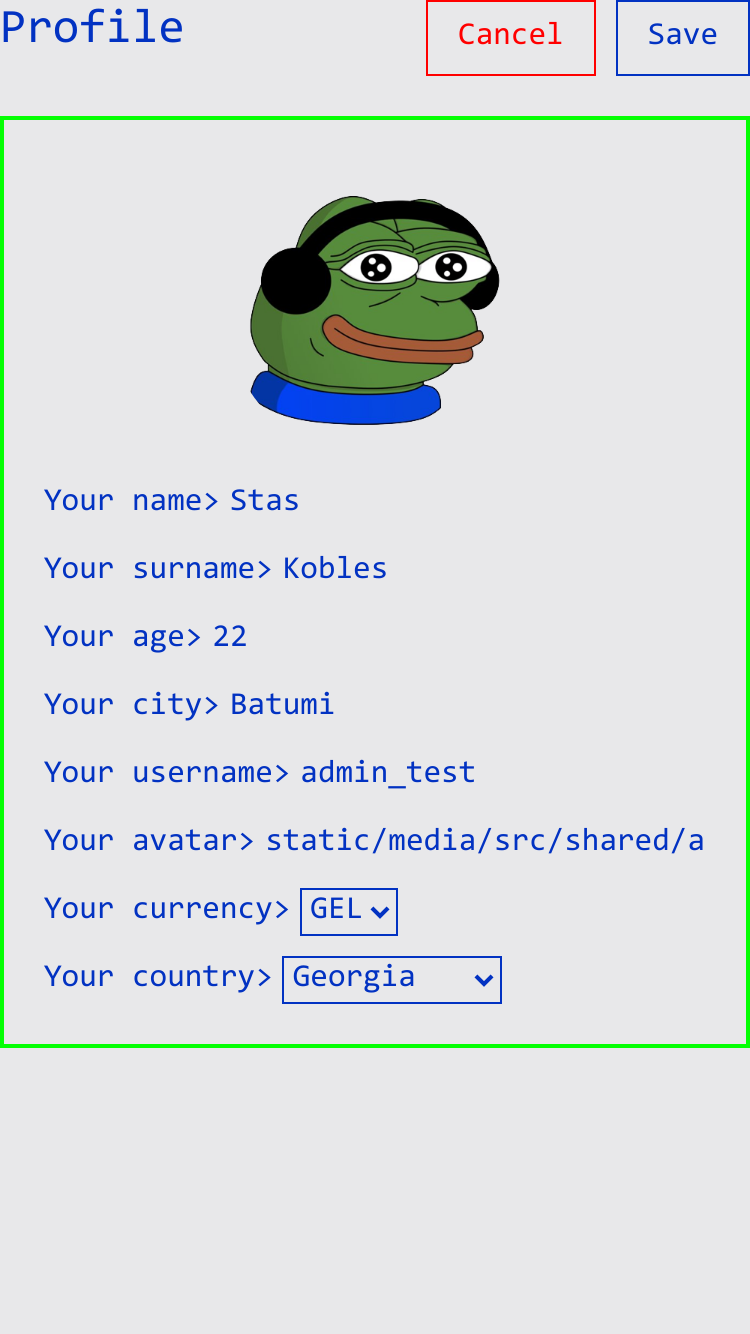 Profile
Cancel
Save
Your name> Stas
Your surname> Kobles
Your age> 22
Your city> Batumi
Your username> admin_test
Your avatar> static/media/src/shared/a
Your currency> GEL
Your country> Georgia